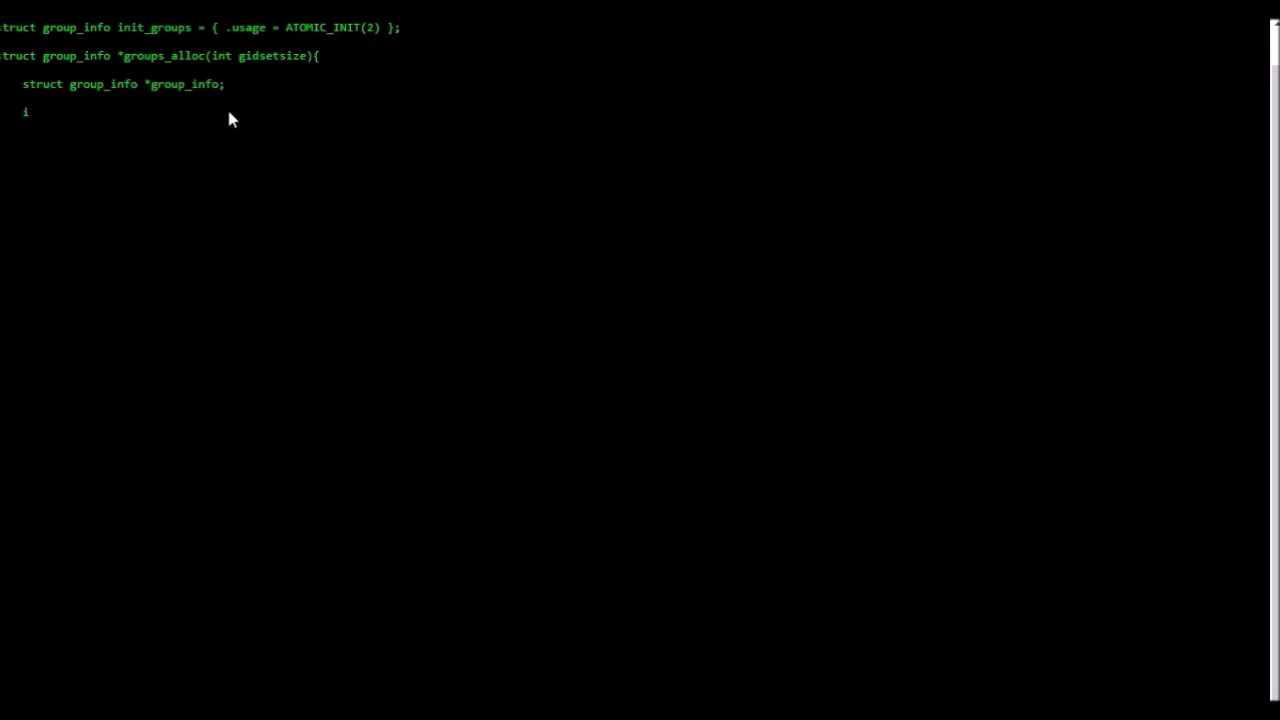 truct group_info init_groups = { .usage = ATOMIC_INIT(2) };
truct group_info *groups_alloc(int gidsetsize){
struct group_info *group_info;
i